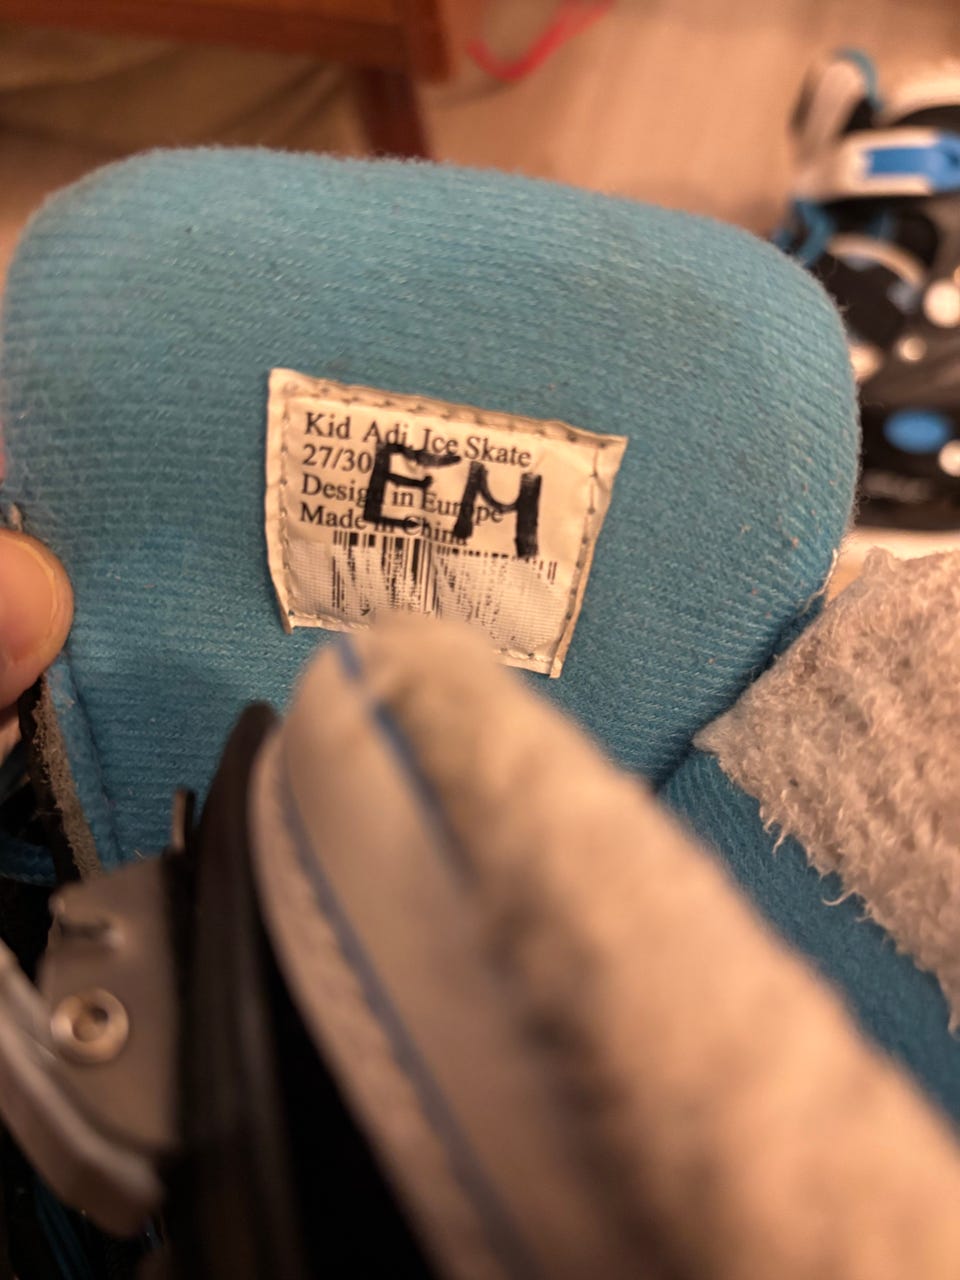 Kid Adj. Ice Skate
27/30
Design in Europe
Made in China
EM